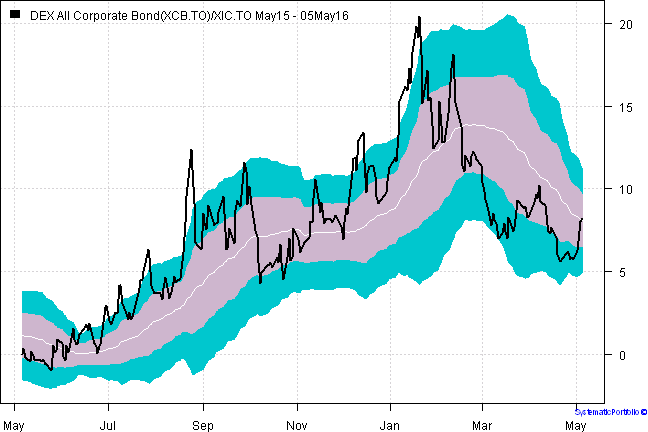 DEX All Corporate Bond(XCB.TO)/XIC.TO May15 - 05May16
20
15
10
5
0
May Jul Sep Nov Jan Mar May
SystematicPortfolio ©